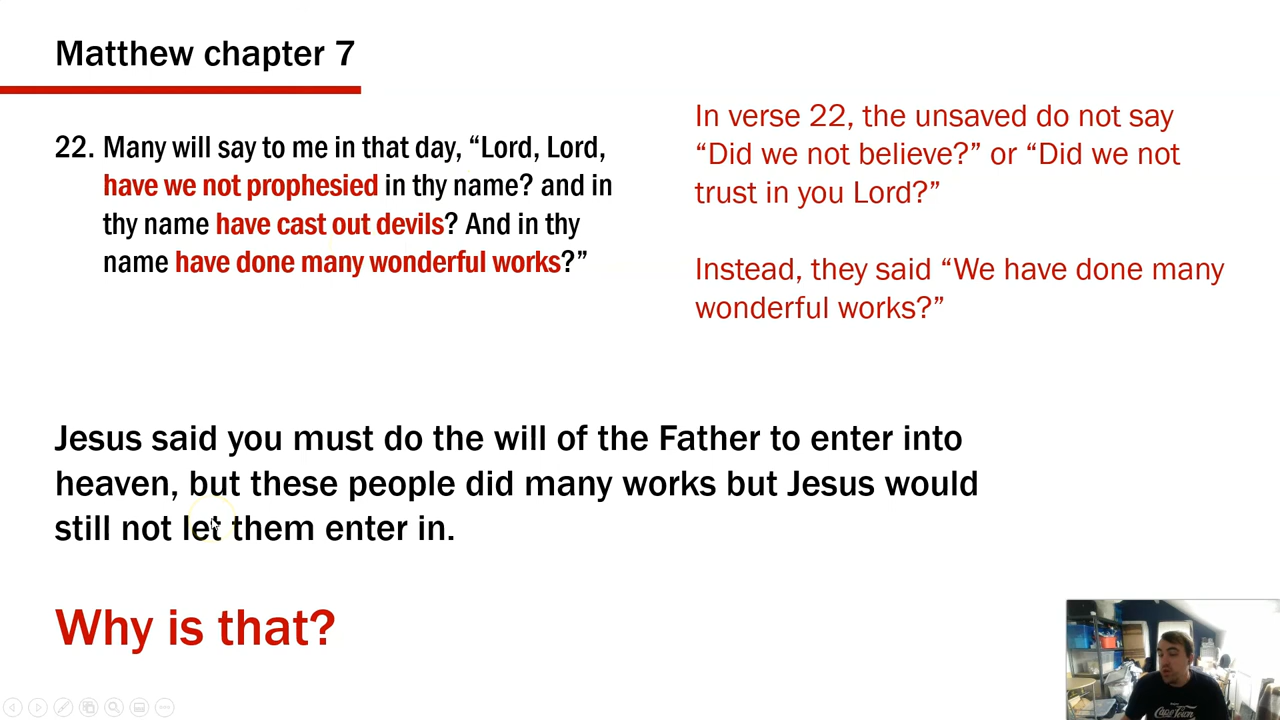 Matthew chapter 7
22. Many will say to me in that day, “Lord, Lord,
have we not prophesied in thy name? and in
thy name have cast out devils? And in thy
name have done many wonderful works?”
In verse 22, the unsaved do not say
“Did we not believe?” or “Did we not
trust in you Lord?”
Instead, they said “We have done many
wonderful works?”
Jesus said you must do the will of the Father to enter into
heaven, but these people did many works but Jesus would
still not let them enter in.
Why is that?